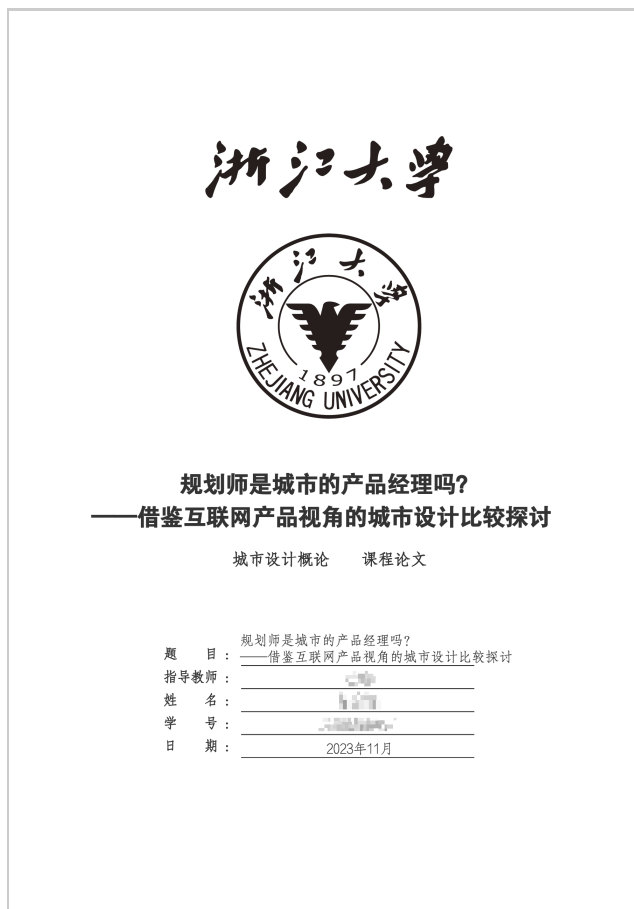 浙江大学
浙江大学
1897
ZHEJIANG UNIVERSITY
规划师是城市的产品经理吗?
——借鉴互联网产品视角的城市设计比较探讨
城市设计概论 课程论文
规划师是城市的产品经理吗?
题 目：——借鉴互联网产品视角的城市设计比较探讨
指导教师：
姓 名：
学 号：
日 期：2023年11月